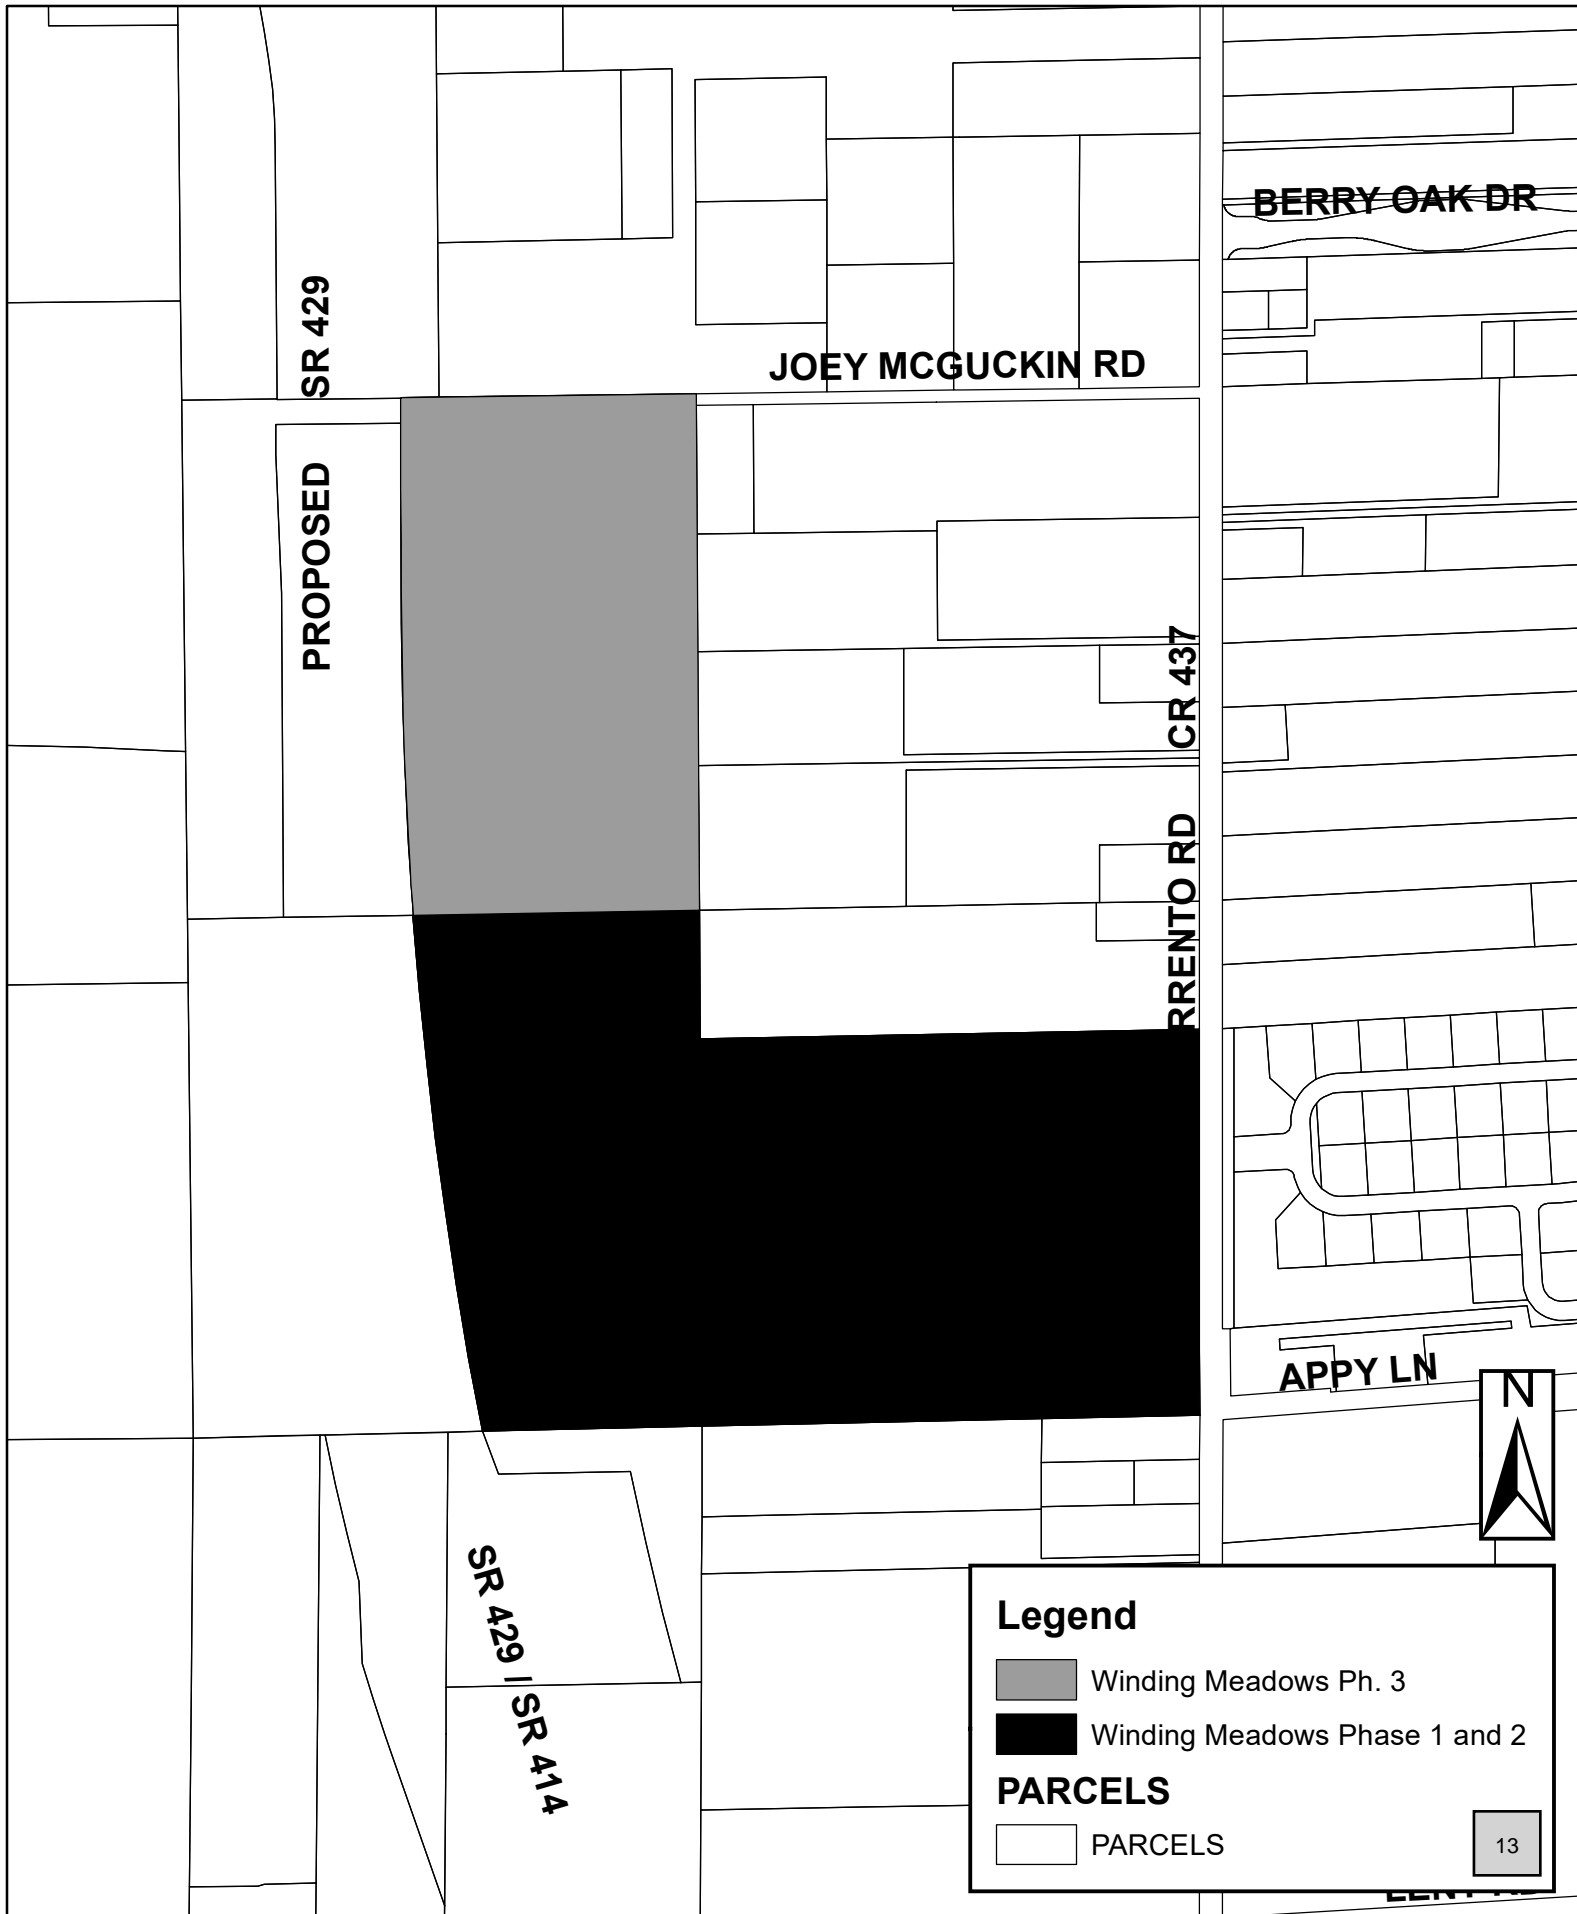 BERRY OAK DR
SR 429
JOEY MCGUCKIN RD
PROPOSED
CR 437
RRENTO RD
APPY LN
N
SR 429 / SR 414
Legend
Winding Meadows Ph. 3
Winding Meadows Phase 1 and 2
PARCELS
PARCELS
13